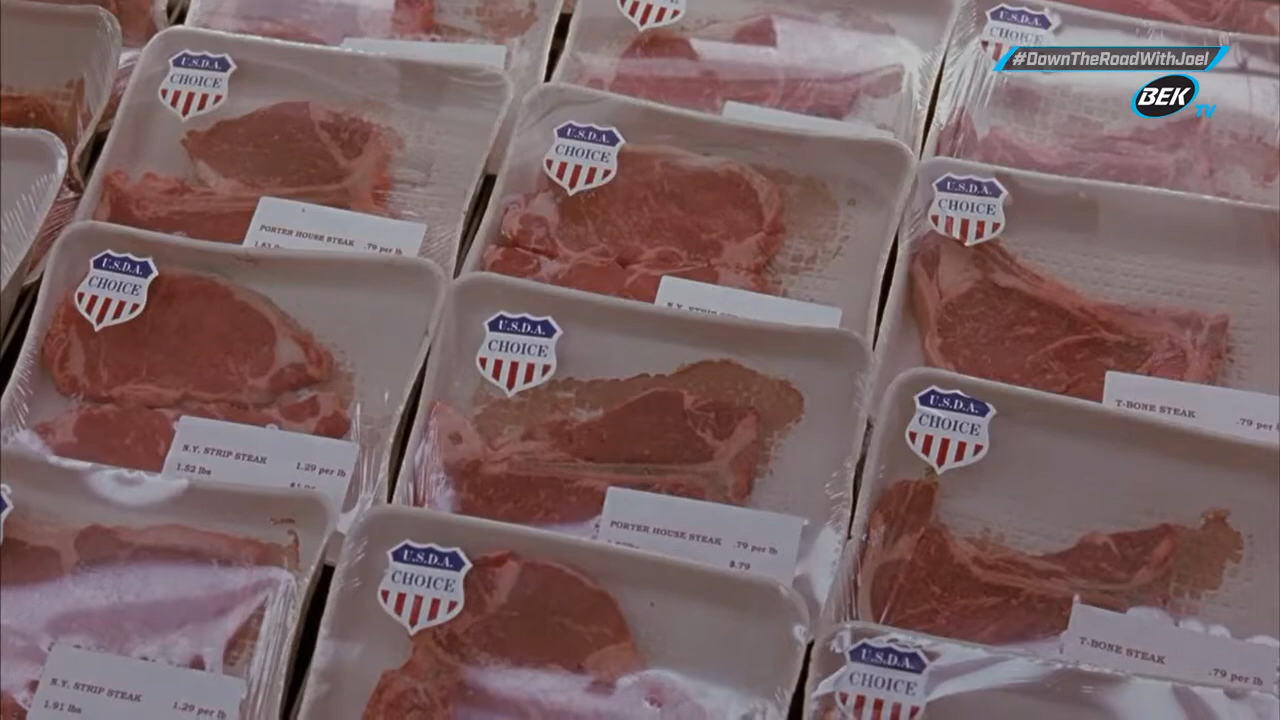 U.S.D.A.
CHOICE
#DownTheRoadWithJoel
BEK TV
U.S.D.A.
CHOICE
PORTER HOUSE STEAK .79 per lb
U.S.D.A.
CHOICE
N.Y. STRIP
U.S.D.A.
CHOICE
T-BONE STEAK .79 per
U.S.D.A.
CHOICE
N.Y. STRIP STEAK 1.29 per lb
1.52 lbs
U.S.D.A.
CHOICE
PORTER HOUSE STEAK .79 per lb
$.79
U.S.D.A.
CHOICE
T-BONE STEAK .79 per lb
U.S.D.A.
CHOICE
N.Y. STRIP STEAK 1.29 per lb
1.91 lbs
U.S.D.A.
CHOICE